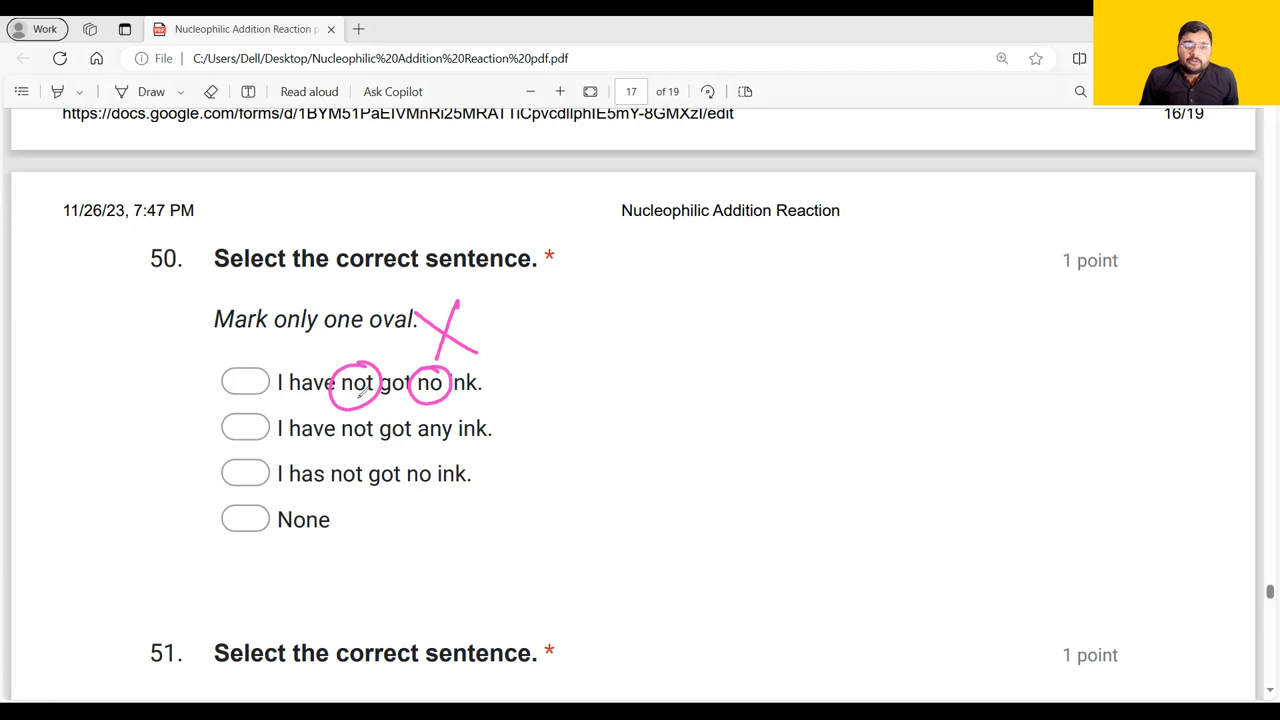 Work
Nucleophilic Addition Reaction p
File
C:/Users/Dell/Desktop/Nucleophilic%20Addition%20Reaction%20pdf.pdf
Draw
Read aloud
Ask Copilot
17 of 19
16/19
11/26/23, 7:47 PM
Nucleophilic Addition Reaction
50. Select the correct sentence. *
1 point
Mark only one oval.
I have not got no ink.
I have not got any ink.
I has not got no ink.
None
51. Select the correct sentence. *
1 point